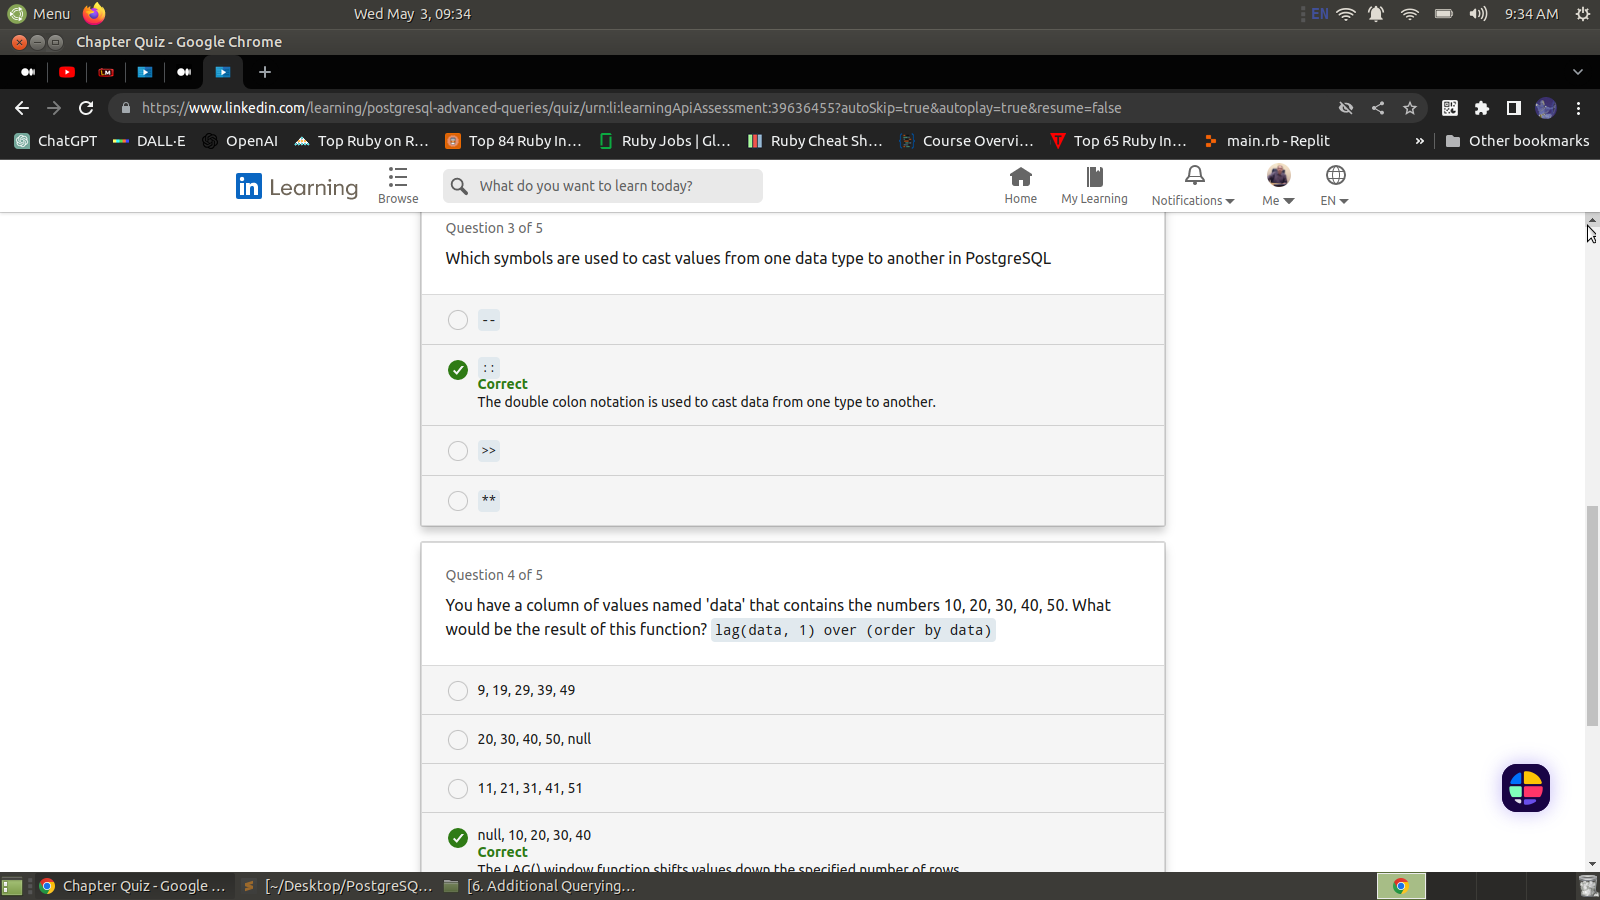 Menu
Wed May 3, 09:34
EN
9:34 AM
Chapter Quiz - Google Chrome
LM
https://www.linkedin.com/learning/postgresql-advanced-queries/quiz/urn:li:learningApiAssessment:39636455?autoSkip=true&autoplay=true&resume=false
ChatGPT
DALL·E
OpenAI
Top Ruby on R...
Top 84 Ruby In...
Ruby Jobs | Gl...
Ruby Cheat Sh...
Course Overvi...
Top 65 Ruby In...
main.rb - Replit
»
Other bookmarks
in Learning
Browse
What do you want to learn today?
Home
My Learning
Notifications
Me
EN
Question 3 of 5
Which symbols are used to cast values from one data type to another in PostgreSQL
--
::
Correct
The double colon notation is used to cast data from one type to another.
>>
**
Question 4 of 5
You have a column of values named 'data' that contains the numbers 10, 20, 30, 40, 50. What
would be the result of this function? lag(data, 1) over (order by data)
9, 19, 29, 39, 49
20, 30, 40, 50, null
11, 21, 31, 41, 51
null, 10, 20, 30, 40
Correct
The LAG() window function shifts values down the specified number of rows.
Chapter Quiz - Google ...
[~/Desktop/PostgreSQ...
[6. Additional Querying...